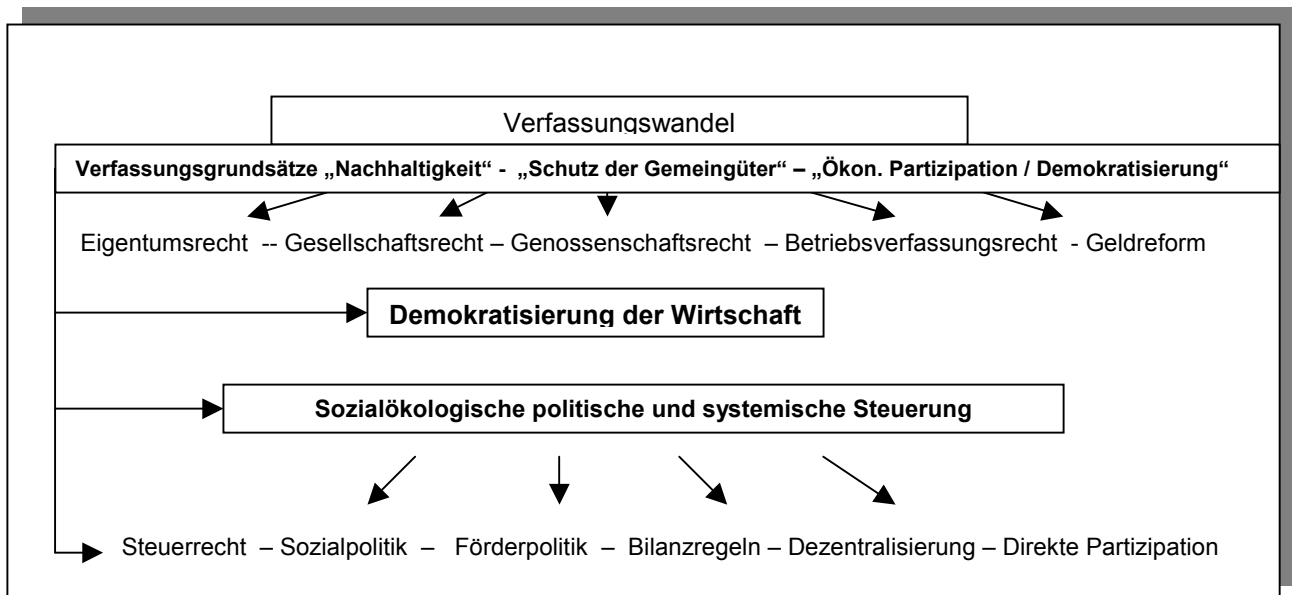 Verfassungswandel
Verfassungsgrundsätze „Nachhaltigkeit“ - „Schutz der Gemeingüter“ – „Ökon. Partizipation / Demokratisierung“
Eigentumsrecht -- Gesellschaftsrecht – Genossenschaftsrecht – Betriebsverfassungsrecht - Geldreform
Demokratisierung der Wirtschaft
Sozialökologische politische und systemische Steuerung
Steuerrecht – Sozialpolitik – Förderpolitik – Bilanzregeln – Dezentralisierung – Direkte Partizipation